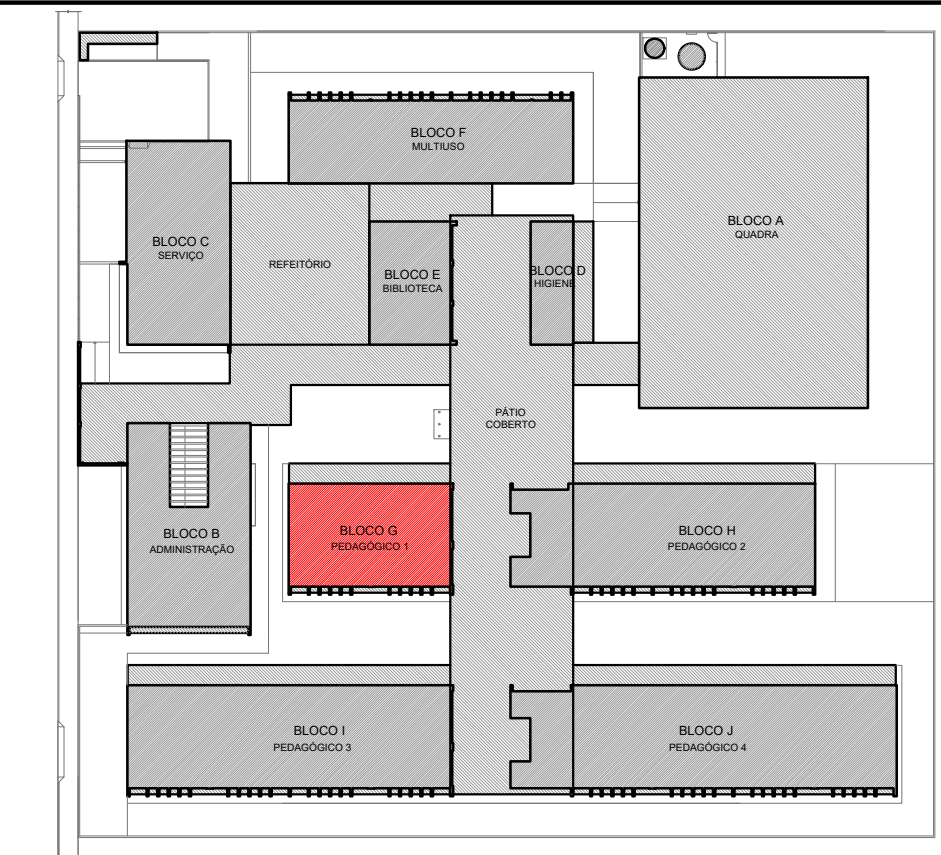 BLOCO F
MULTIUSO
BLOCO A
QUADRA
BLOCO C
SERVIÇO
REFEITÓRIO
BLOCO E
BIBLIOTECA
BLOCO D
HIGIENE
PÁTIO
COBERTO
BLOCO B
ADMINISTRAÇÃO
BLOCO G
PEDAGÓGICO 1
BLOCO H
PEDAGÓGICO 2
BLOCO I
PEDAGÓGICO 3
BLOCO J
PEDAGÓGICO 4